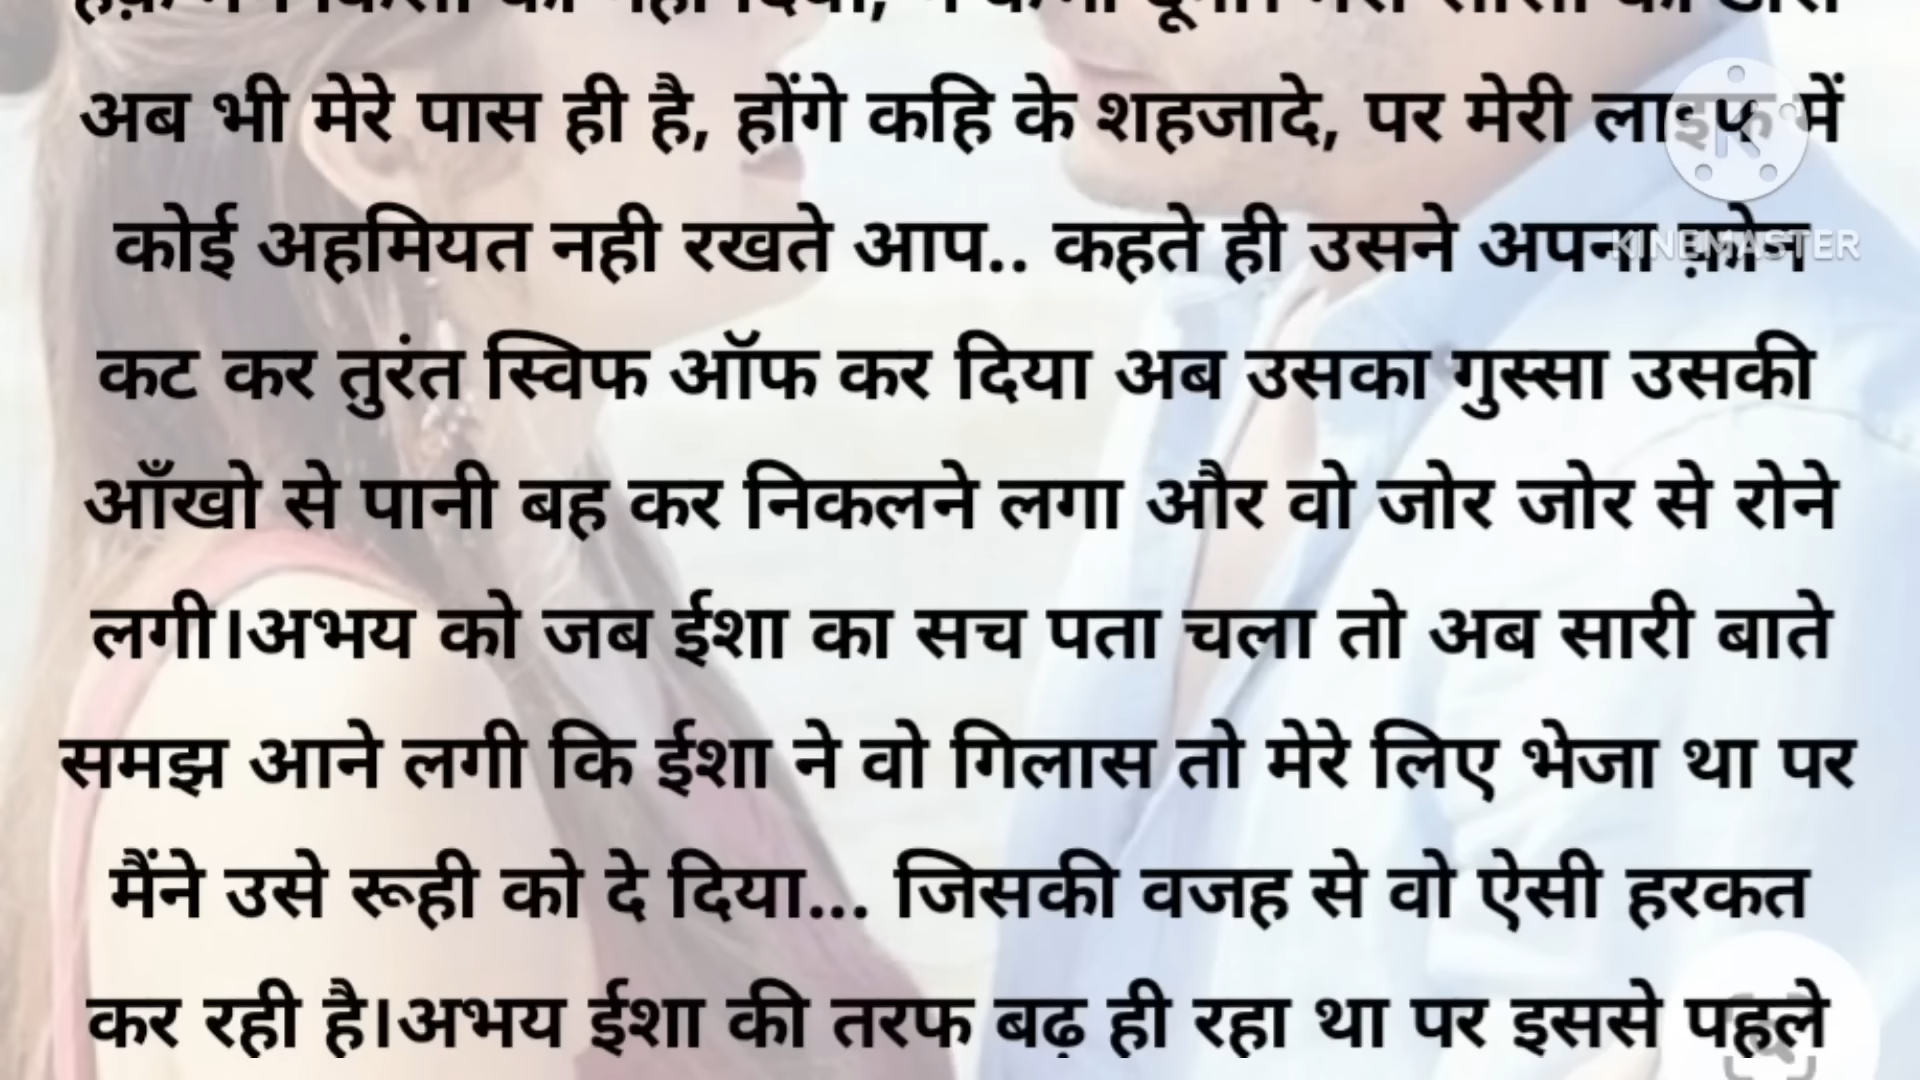 अब भी मेरे पास ही है, होंगे कहि के शहजादे, पर मेरी लाइफ में
कोई अहमियत नही रखते आप.. कहते ही उसने अपना फ़ोन
KINEMASTER
कट कर तुरंत स्विफ ऑफ कर दिया अब उसका गुस्सा उसकी
आँखो से पानी बह कर निकलने लगा और वो जोर जोर से रोने
लगी।अभय को जब ईशा का सच पता चला तो अब सारी बाते
समझ आने लगी कि ईशा ने वो गिलास तो मेरे लिए भेजा था पर
मैंने उसे रूही को दे दिया... जिसकी वजह से वो ऐसी हरकत
कर रही है।अभय ईशा की तरफ बढ़ ही रहा था पर इससे पहले